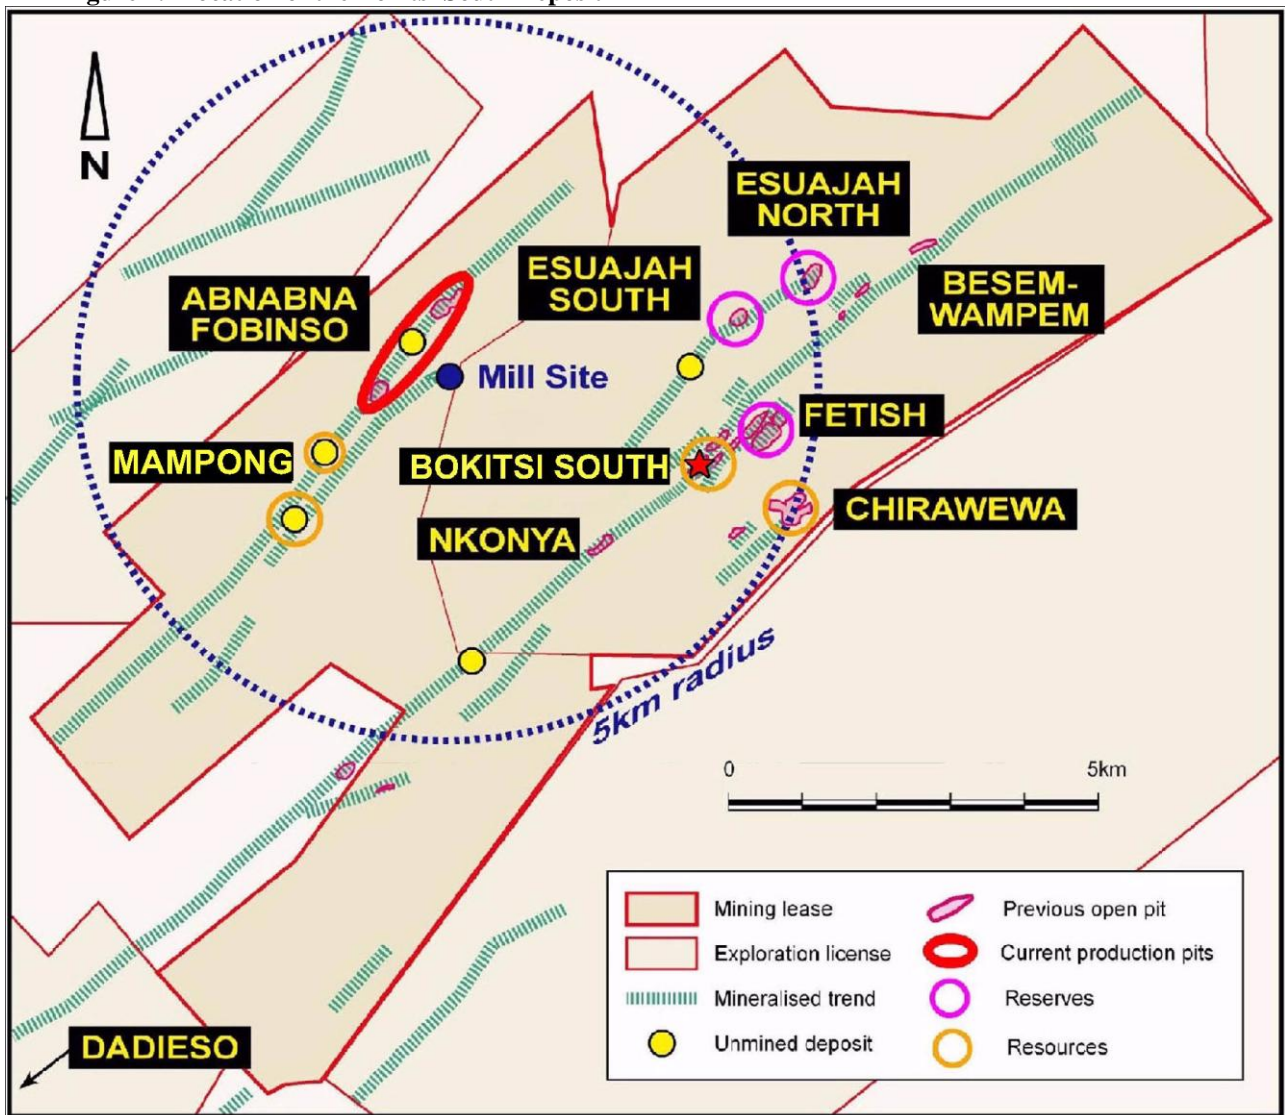 N
ESUAJAH
NORTH
ESUAJAH
SOUTH
ABNABNA
FOBINSO
BESEM-
WAMPEM
Mill Site
FETISH
MAMPONG
BOKITSI SOUTH
CHIRAWEWA
NKONYA
5km radius
0 5km
Mining lease
Exploration license
Mineralised trend
Unmined deposit
Previous open pit
Current production pits
Reserves
Resources
DADIESO